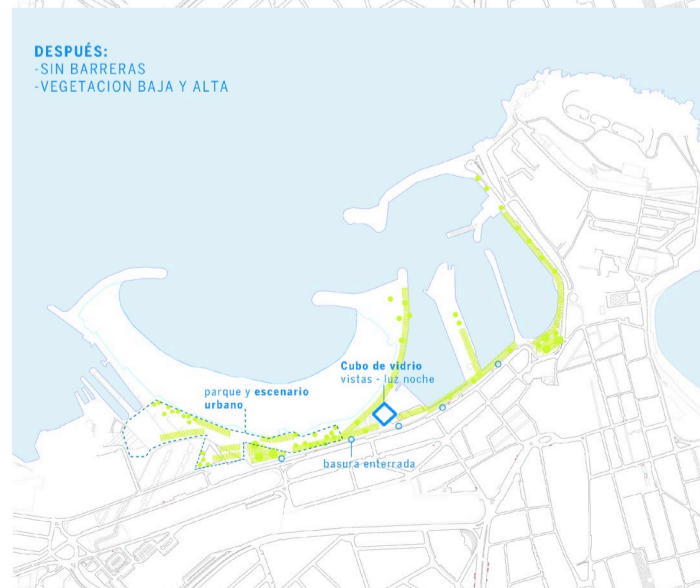 DESPUÉS:
-SIN BARRERAS
-VEGETACION BAJA Y ALTA
Cubo de vidrio
vistas - luz noche
parque y escenario
urbano
basura enterrada